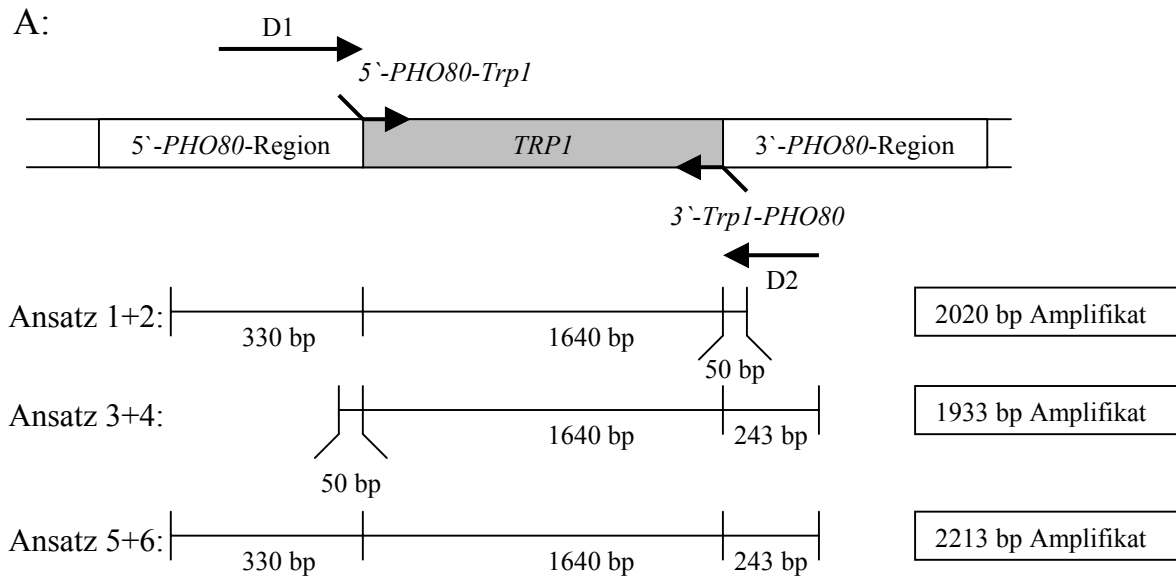 A:
D1
5`-PHO80-Trp1
5`-PHO80-Region
TRP1
3`-PHO80-Region
3`-Trp1-PHO80
D2
Ansatz 1+2:
330 bp
1640 bp
50 bp
2020 bp Amplifikat
Ansatz 3+4:
50 bp
1640 bp
243 bp
1933 bp Amplifikat
Ansatz 5+6:
330 bp
1640 bp
243 bp
2213 bp Amplifikat